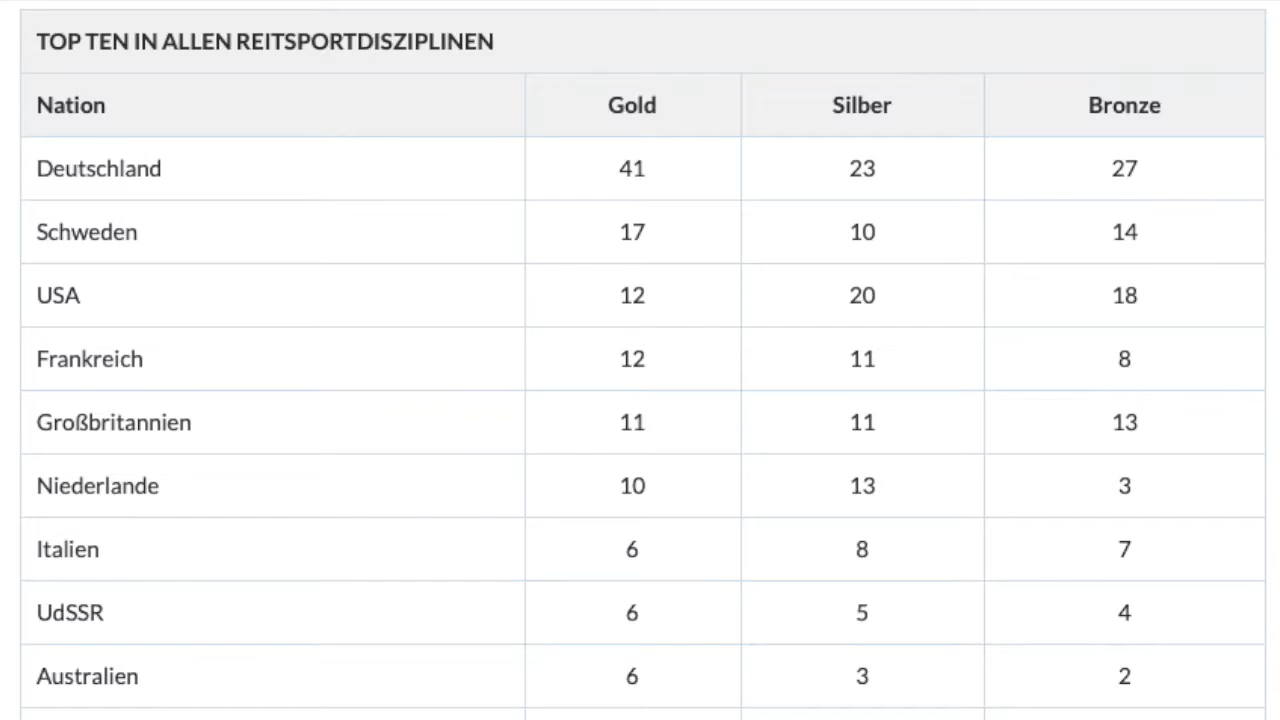 TOP TEN IN ALLEN REITSPORTDISZIPLINEN
Nation Gold Silber Bronze
Deutschland 41 23 27
Schweden 17 10 14
USA 12 20 18
Frankreich 12 11 8
Großbritannien 11 11 13
Niederlande 10 13 3
Italien 6 8 7
UdSSR 6 5 4
Australien 6 3 2